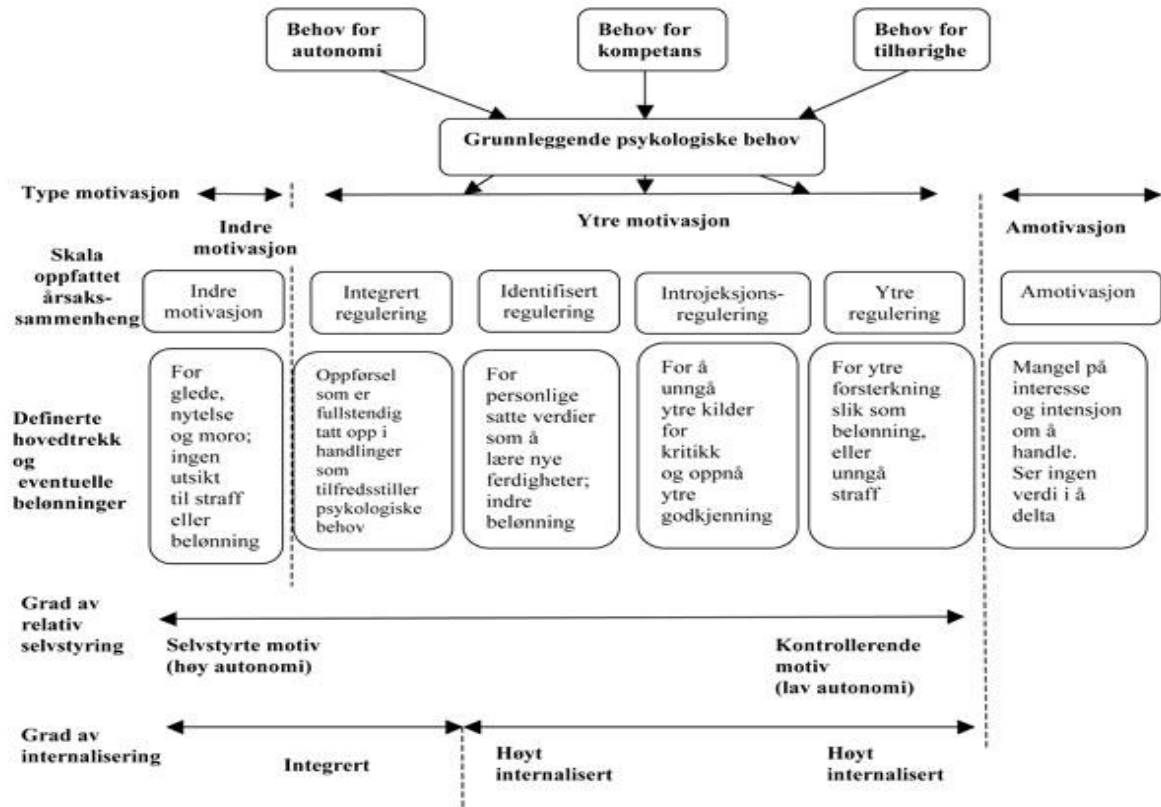 Behov for
autonomi
Behov for
kompetans
Behov for
tilhørighe
Grunnleggende psykologiske behov
Type motivasjon
Indre
motivasjon
Ytre motivasjon
Amotivasjon
Skala
oppfattet
årsaks-
sammenheng
Indre
motivasjon
Integrert
regulering
Identifisert
regulering
Introjeksjons-
regulering
Ytre
regulering
Amotivasjon
Definerte
hovedtrekk
og
eventuelle
belønninger
For
glede,
nytelse
og moro;
ingen
utsikt
til straff
eller
belønning
Oppførsel
som er
fullstendig
tatt opp i
handlinger
som
tilfredsstiller
psykologiske
behov
For
personlige
satte verdier
som å
lære nye
ferdigheter;
indre
belønning
For å
unngå
ytre kilder
for
kritikk
og oppnå
ytre
godkjenning
For ytre
forsterkning
slik som
belønning,
eller
unngå
straff
Mangel på
interesse
og intensjon
om å
handle.
Ser ingen
verdi i å
delta
Grad av
relativ
selvstyring
Selvstyrte motiv
(høy autonomi)
Kontrollerende
motiv
(lav autonomi)
Grad av
internalisering
Integrert
Høyt
internalisert
Høyt
internalisert